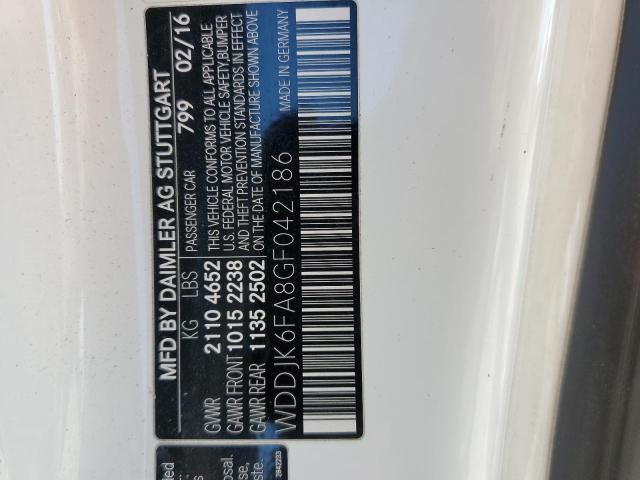 MFD BY DAIMLER AG STUTTGART
799 02/16
KG LBS PASSENGER CAR
GVWR 2110 4652
GAWR FRONT 1015 2238
GAWR REAR 1135 2502
THIS VEHICLE CONFORMS TO ALL APPLICABLE
U.S. FEDERAL MOTOR VEHICLE SAFETY, BUMPER
AND THEFT PREVENTION STANDARDS IN EFFECT
ON THE DATE OF MANUFACTURE SHOWN ABOVE
WDDJK6FA8GF042186 MADE IN GERMANY